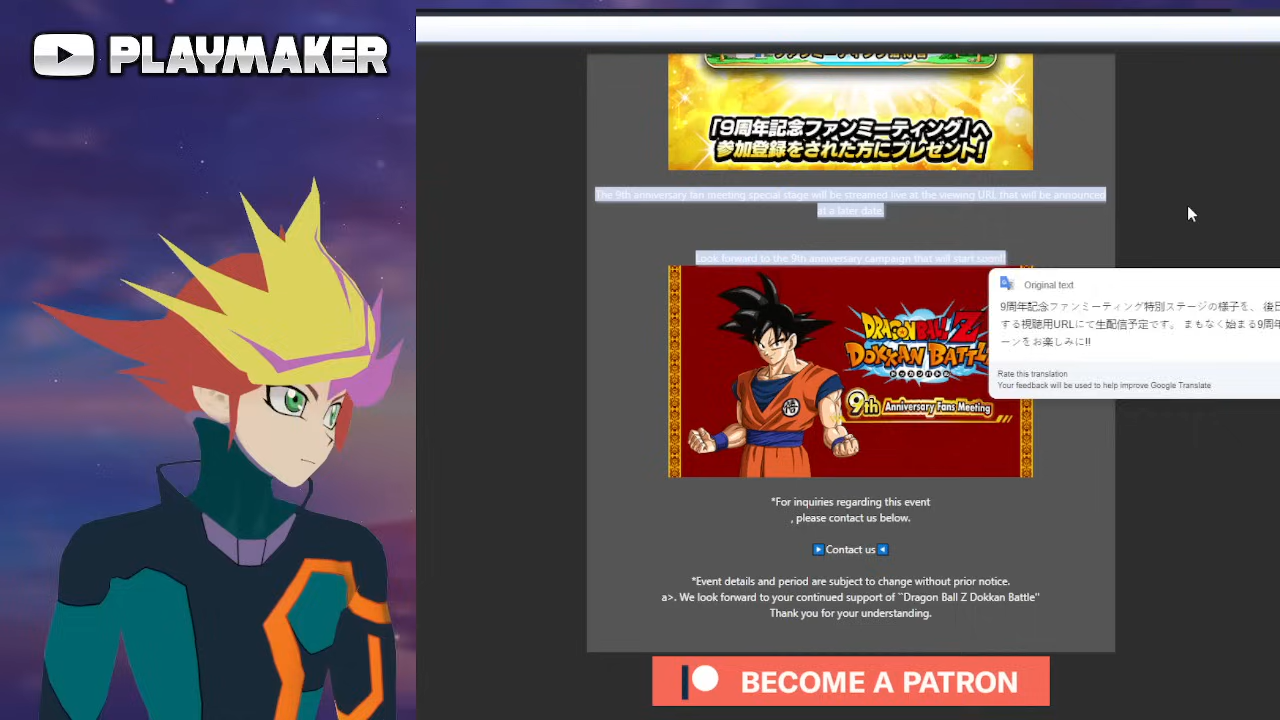 PLAYMAKER
「9周年記念ファンミーティング」へ
参加登録をされた方にプレゼント!
The 9th anniversary fan meeting special stage will be streamed live at the viewing URL that will be announced
at a later date.
Look forward to the 9th anniversary campaign that will start soon!!
Original text
9周年記念ファンミーティング特別ステージの様子を、 後日
する視聴用URLにて生配信予定です。 まもなく始まる9周年
ーンをお楽しみに!!
Rate this translation
Your feedback will be used to help improve Google Translate
DRAGON BALL Z
DOKKAN BATTL
ドッカンバトル
9th Anniversary Fans Meeting
*For inquiries regarding this event
, please contact us below.
Contact us
*Event details and period are subject to change without prior notice.
a>. We look forward to your continued support of ``Dragon Ball Z Dokkan Battle''
Thank you for your understanding.
BECOME A PATRON